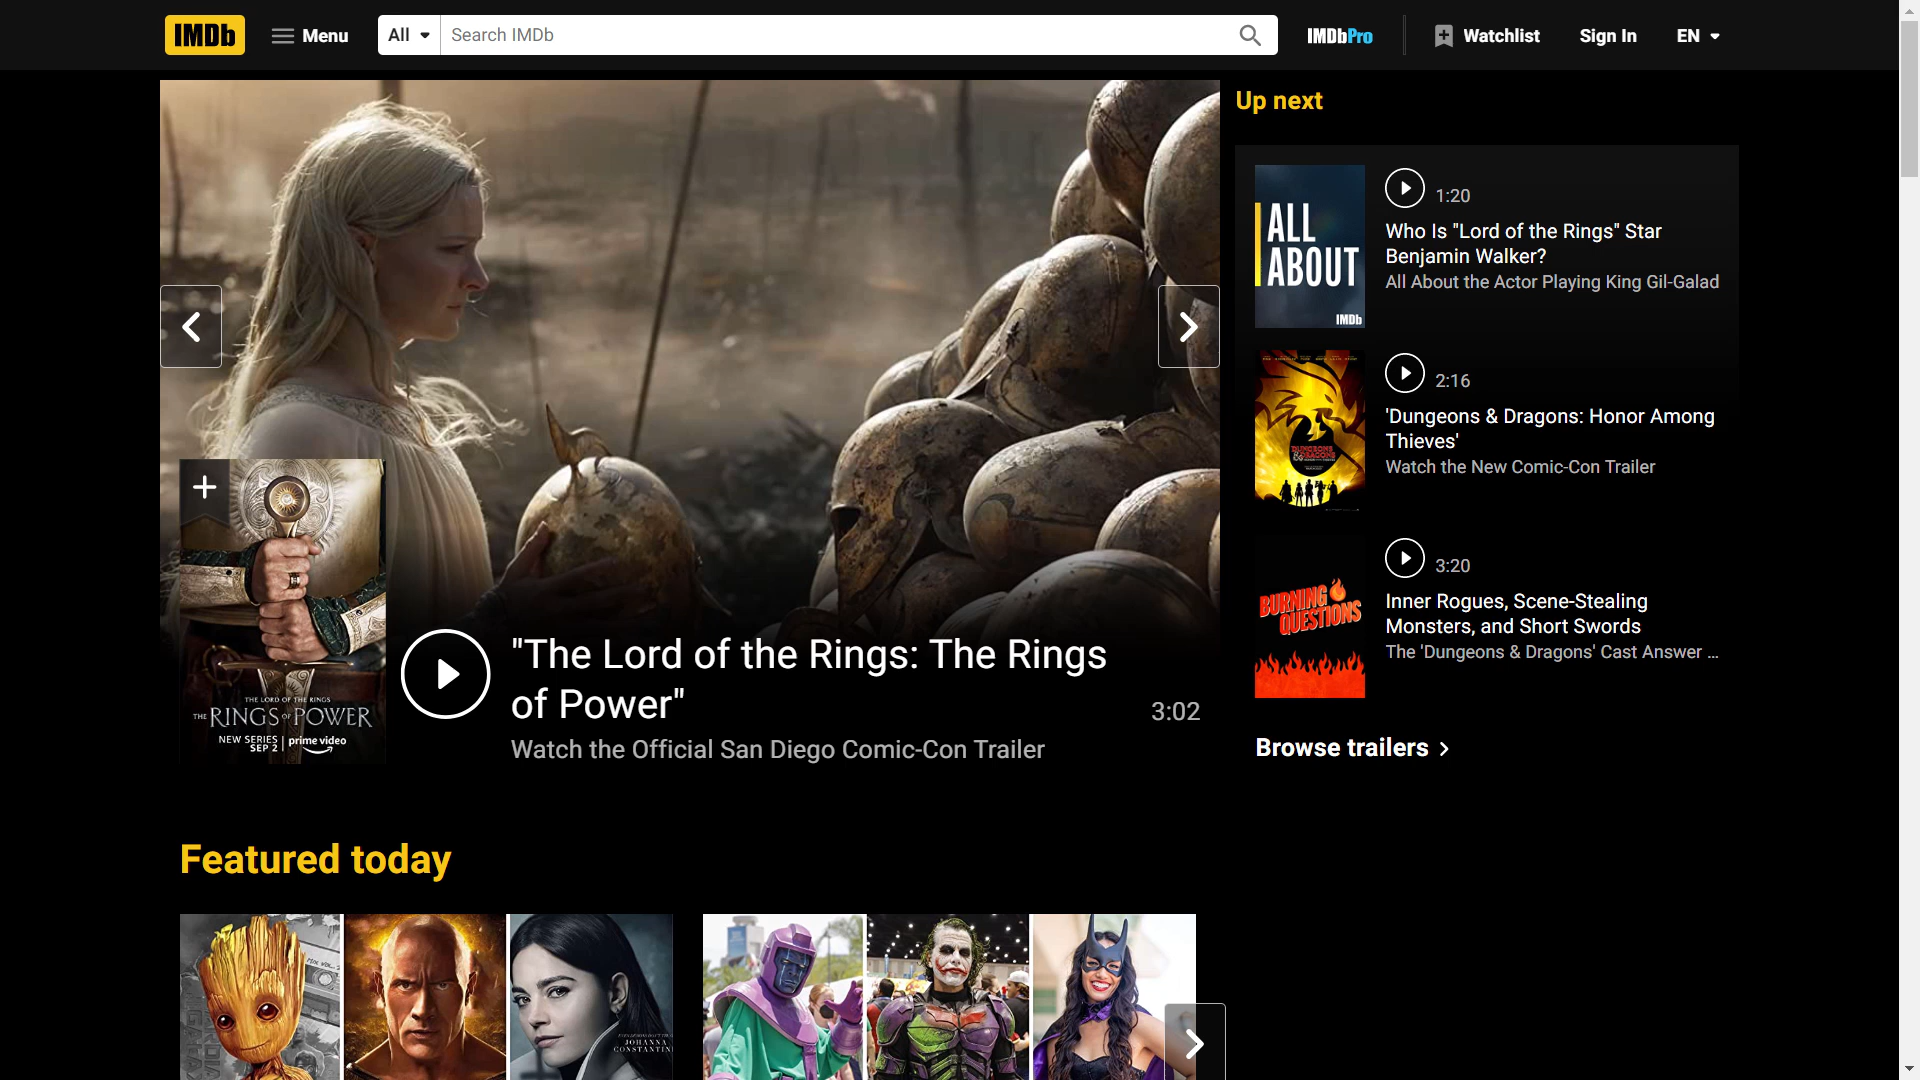 IMDb
Menu
All
Search IMDb
IMDbPro
Watchlist
Sign In
EN
Up next
ALL
ABOUT
IMDb
1:20
Who Is "Lord of the Rings" Star
Benjamin Walker?
All About the Actor Playing King Gil-Galad
DUNGEONS
& DRAGONS
2:16
'Dungeons & Dragons: Honor Among
Thieves'
Watch the New Comic-Con Trailer
BURNING
QUESTIONS
3:20
Inner Rogues, Scene-Stealing
Monsters, and Short Swords
The 'Dungeons & Dragons' Cast Answer ...
Browse trailers
THE LORD OF THE RINGS
THE RINGS OF POWER
NEW SERIES
SEP 2
prime video
"The Lord of the Rings: The Rings
of Power"
3:02
Watch the Official San Diego Comic-Con Trailer
Featured today
JOHANNA
CONSTANTINE